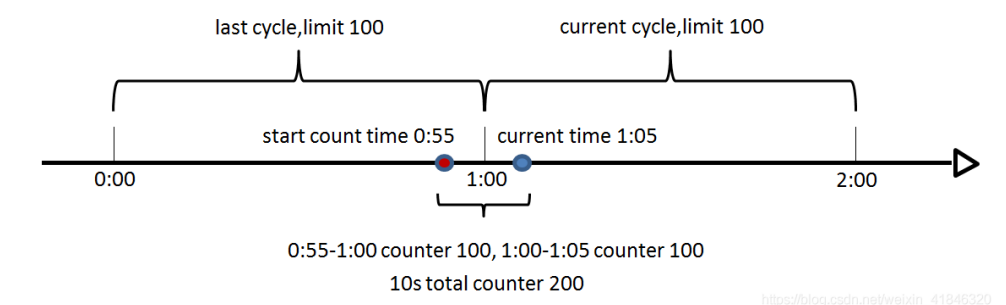 last cycle,limit 100
current cycle,limit 100
start count time 0:55
current time 1:05
0:00
1:00
2:00
0:55-1:00 counter 100, 1:00-1:05 counter 100
10s total counter 200
https://blog.csdn.net/weixin_41846320